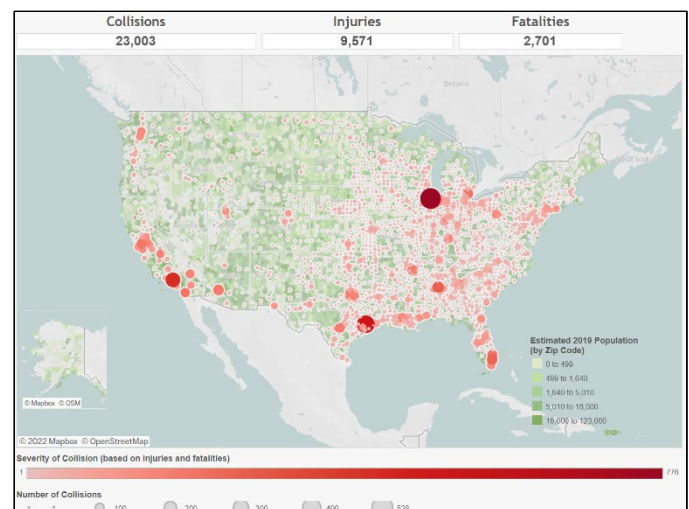 Collisions
Injuries
Fatalities
23,003
9,571
2,701
Ontario
Estimated 2019 Population
(by Zip Code)
0 to 499
499 to 1,640
1,640 to 5,010
5,010 to 18,000
18,000 to 123,000
© Mapbox © OSM
© 2022 Mapbox © OpenStreetMap
Severity of Collision (based on injuries and fatalities)
1
776
Number of Collisions
100
200
300
400
529